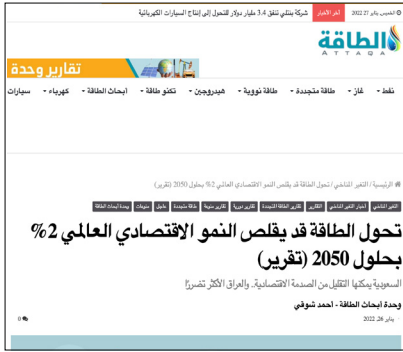 الخميس, يناير 27 2022
أخر الأخبار
شركة بنتلي تنفق 3.4 مليار دولار للتحول إلى إنتاج السيارات الكهربائية
الطاقة
ATTAQA
تقارير وحدة
نفط
غاز
طاقة متجددة
طاقة نووية
هيدروجين
تكنو طاقة
أبحاث الطاقة
كهرباء
سيارات
الرئيسية / التغير المناخي / تحول الطاقة قد يقلص النمو الاقتصادي العالمي 2% بحلول 2050 (تقرير)
التغير المناخي
أخبار التغير المناخي
التقارير
تقارير الطاقة المتجددة
تقارير دورية
تقارير منوعة
طاقة متجددة
عاجل
منوعات
وحدة أبحاث الطاقة
تحول الطاقة قد يقلص النمو الاقتصادي العالمي 2%
بحلول 2050 (تقرير)
السعودية يمكنها التقليل من الصدمة الاقتصادية.. والعراق الأكثر تضررًا
وحدة أبحاث الطاقة - أحمد شوقي
يناير 26, 2022
0